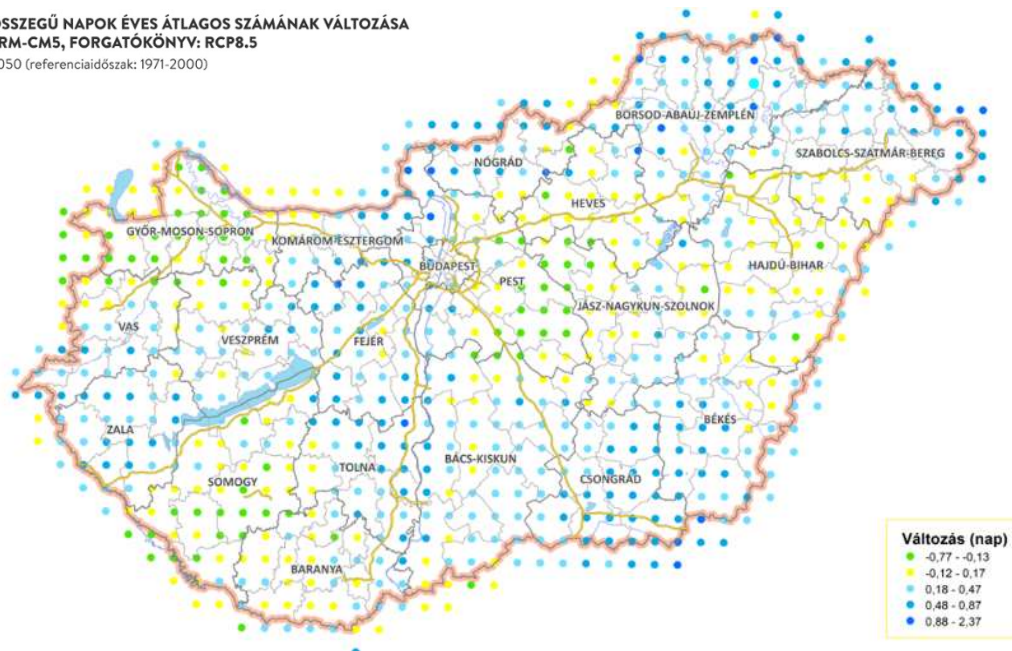 ÖSSZEGŰ NAPOK ÉVES ÁTLAGOS SZÁMÁNAK VÁLTOZÁSA
RM-CM5, FORGATÓKÖNYV: RCP8.5
050 (referenciaidőszak: 1971-2000)
BORSOD-ABAÚJ-ZEMPLÉN
SZABOLCS-SZATMÁR-BEREG
NÓGRÁD
HEVES
GYŐR-MOSON-SOPRON
KOMÁROM-ESZTERGOM
BUDAPEST
PEST
HAJDÚ-BIHAR
JÁSZ-NAGYKUN-SZOLNOK
VAS
VESZPRÉM
FEJÉR
ZALA
BÉKÉS
SOMOGY
TOLNA
BÁCS-KISKUN
CSONGRÁD
BARANYA
Változás (nap)
-0,77 - -0,13
-0,12 - 0,17
0,18 - 0,47
0,48 - 0,87
0,88 - 2,37